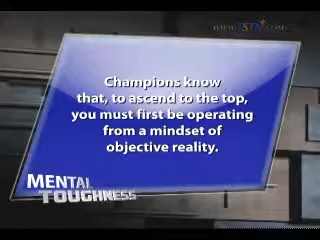 Champions know
that, to ascend to the top,
you must first be operating
from a mindset of
objective reality.
MENTAL
TOUGHNESS